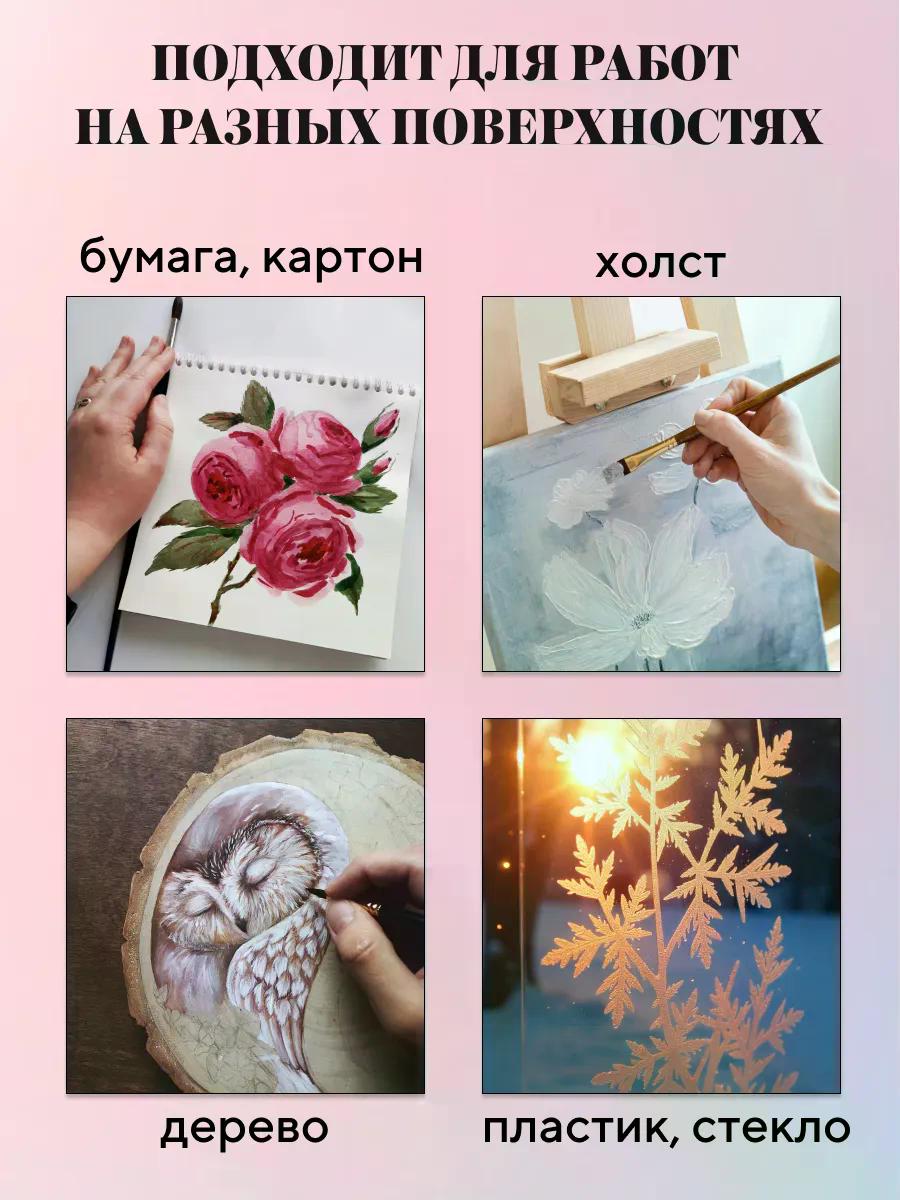 ПОДХОДИТ ДЛЯ РАБОТ
НА РАЗНЫХ ПОВЕРХНОСТЯХ
бумага, картон
холст
дерево
пластик, стекло